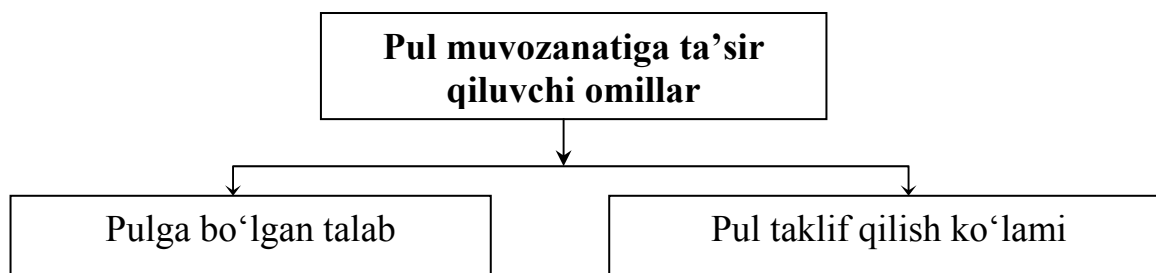 Pul muvozanatiga ta’sir
qiluvchi omillar
Pulga bo‘lgan talab
Pul taklif qilish ko‘lami